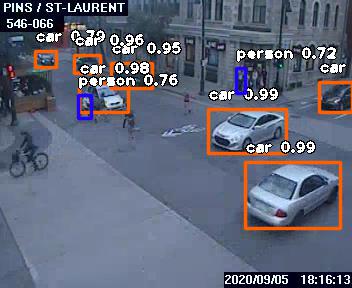 PINS / ST-LAURENT
546-066
car 0.79
car 0.96
car 0.95
car 0.98
person 0.76
person 0.72
car
car 0.99
car 0.99
2020/09/05 18:16:13